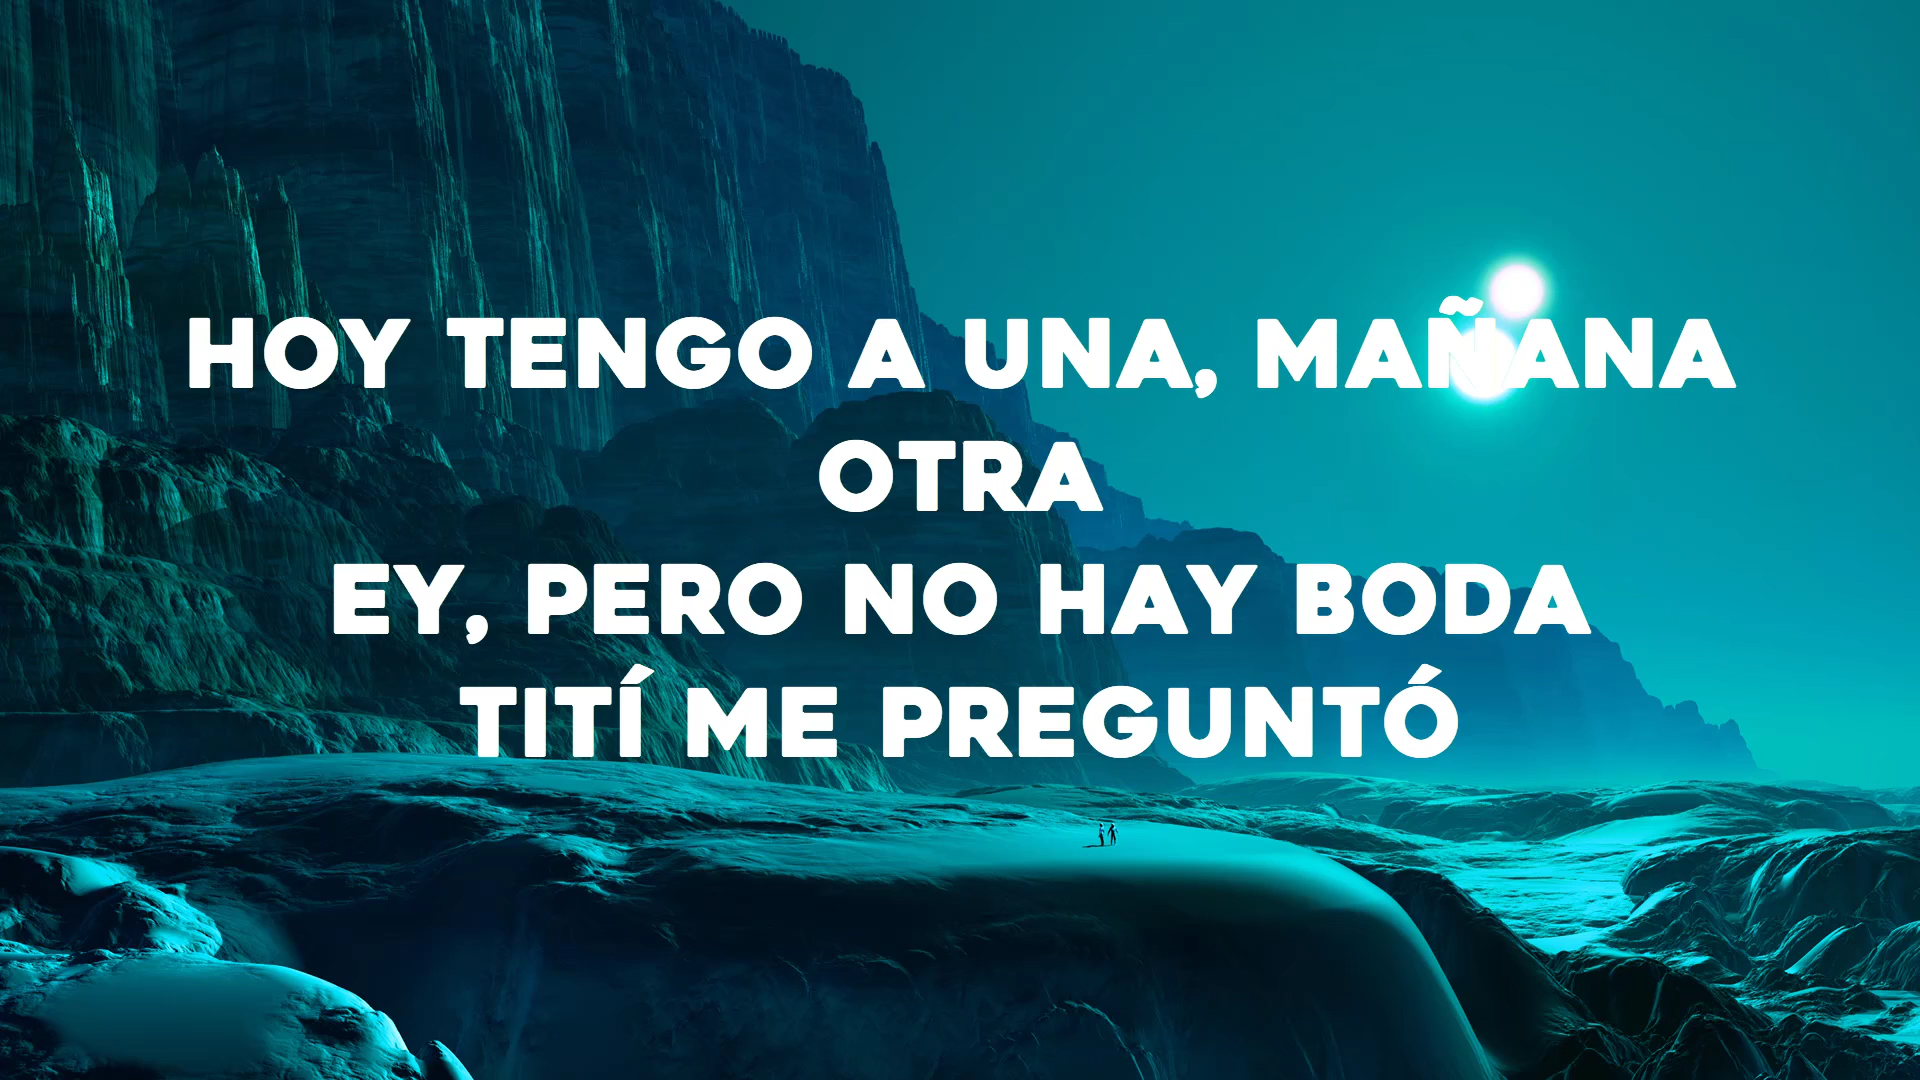 HOY TENGO A UNA, MAÑANA
OTRA
EY, PERO NO HAY BODA
TITÍ ME PREGUNTÓ